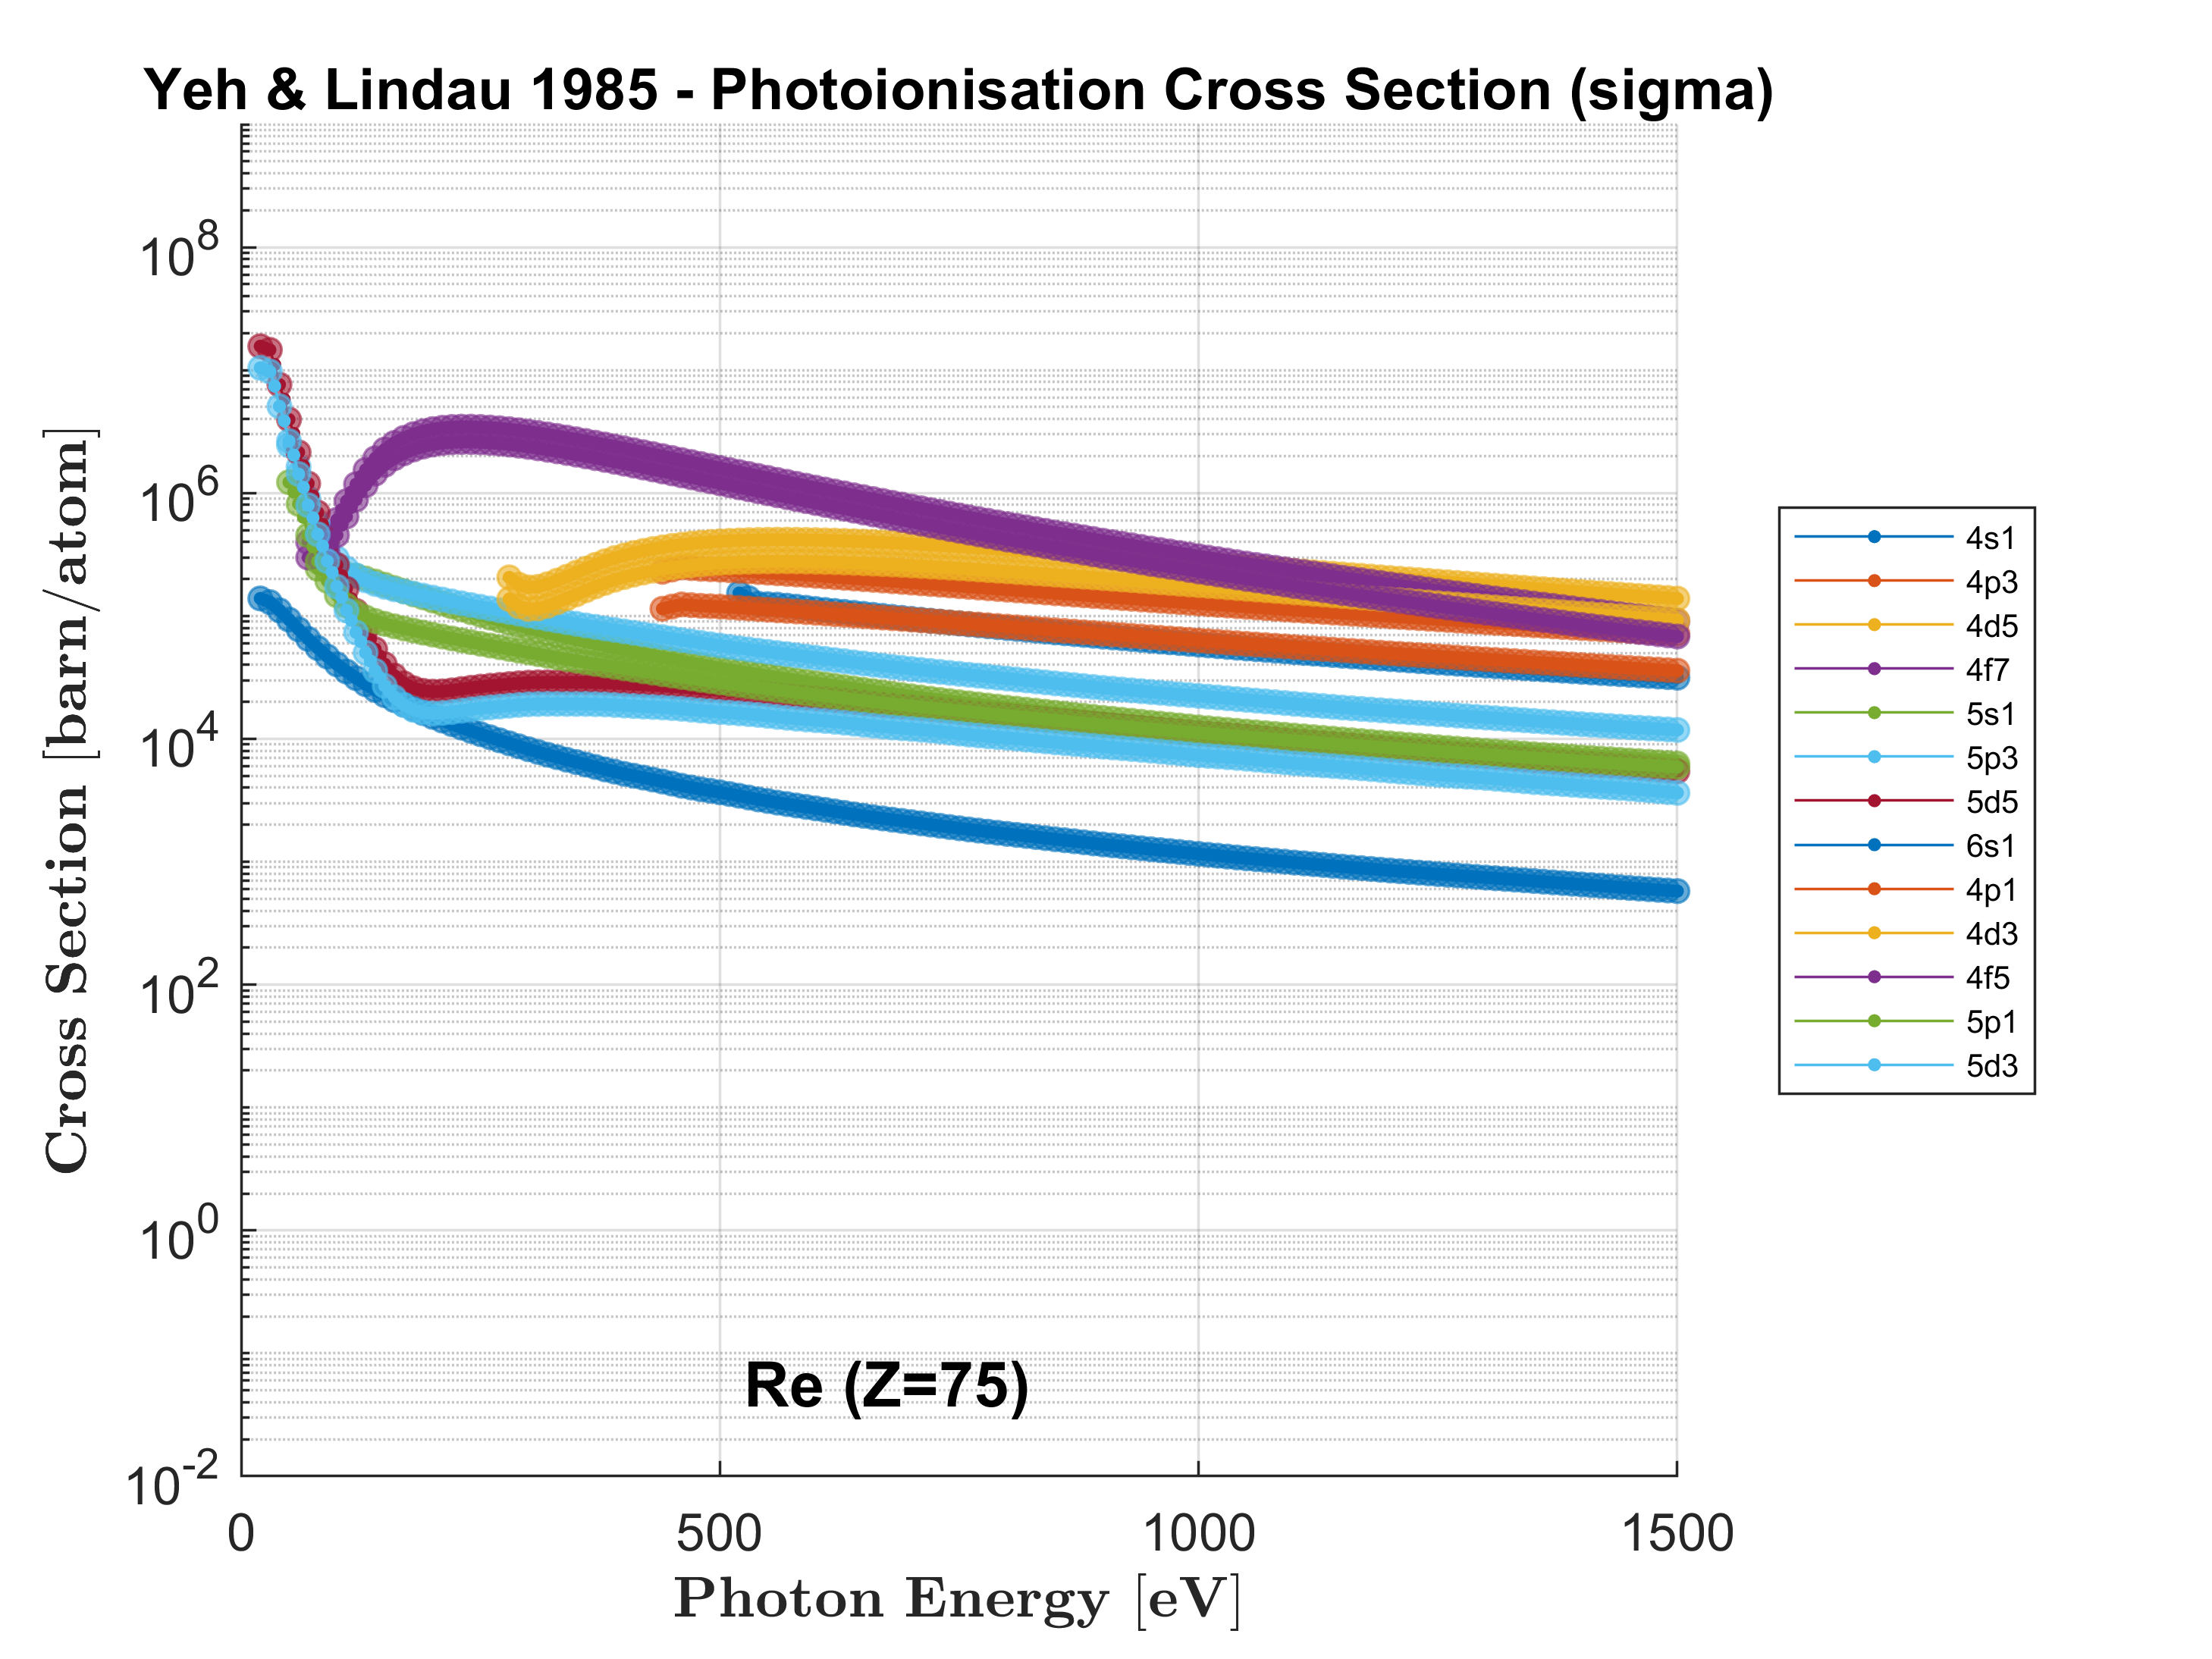 Yeh & Lindau 1985 - Photoionisation Cross Section (sigma)
Cross Section [barn/atom]
10^8
10^6
10^4
10^2
10^0
10^-2
4s1
4p3
4d5
4f7
5s1
5p3
5d5
6s1
4p1
4d3
4f5
5p1
5d3
Re (Z=75)
0 500 1000 1500
Photon Energy [eV]